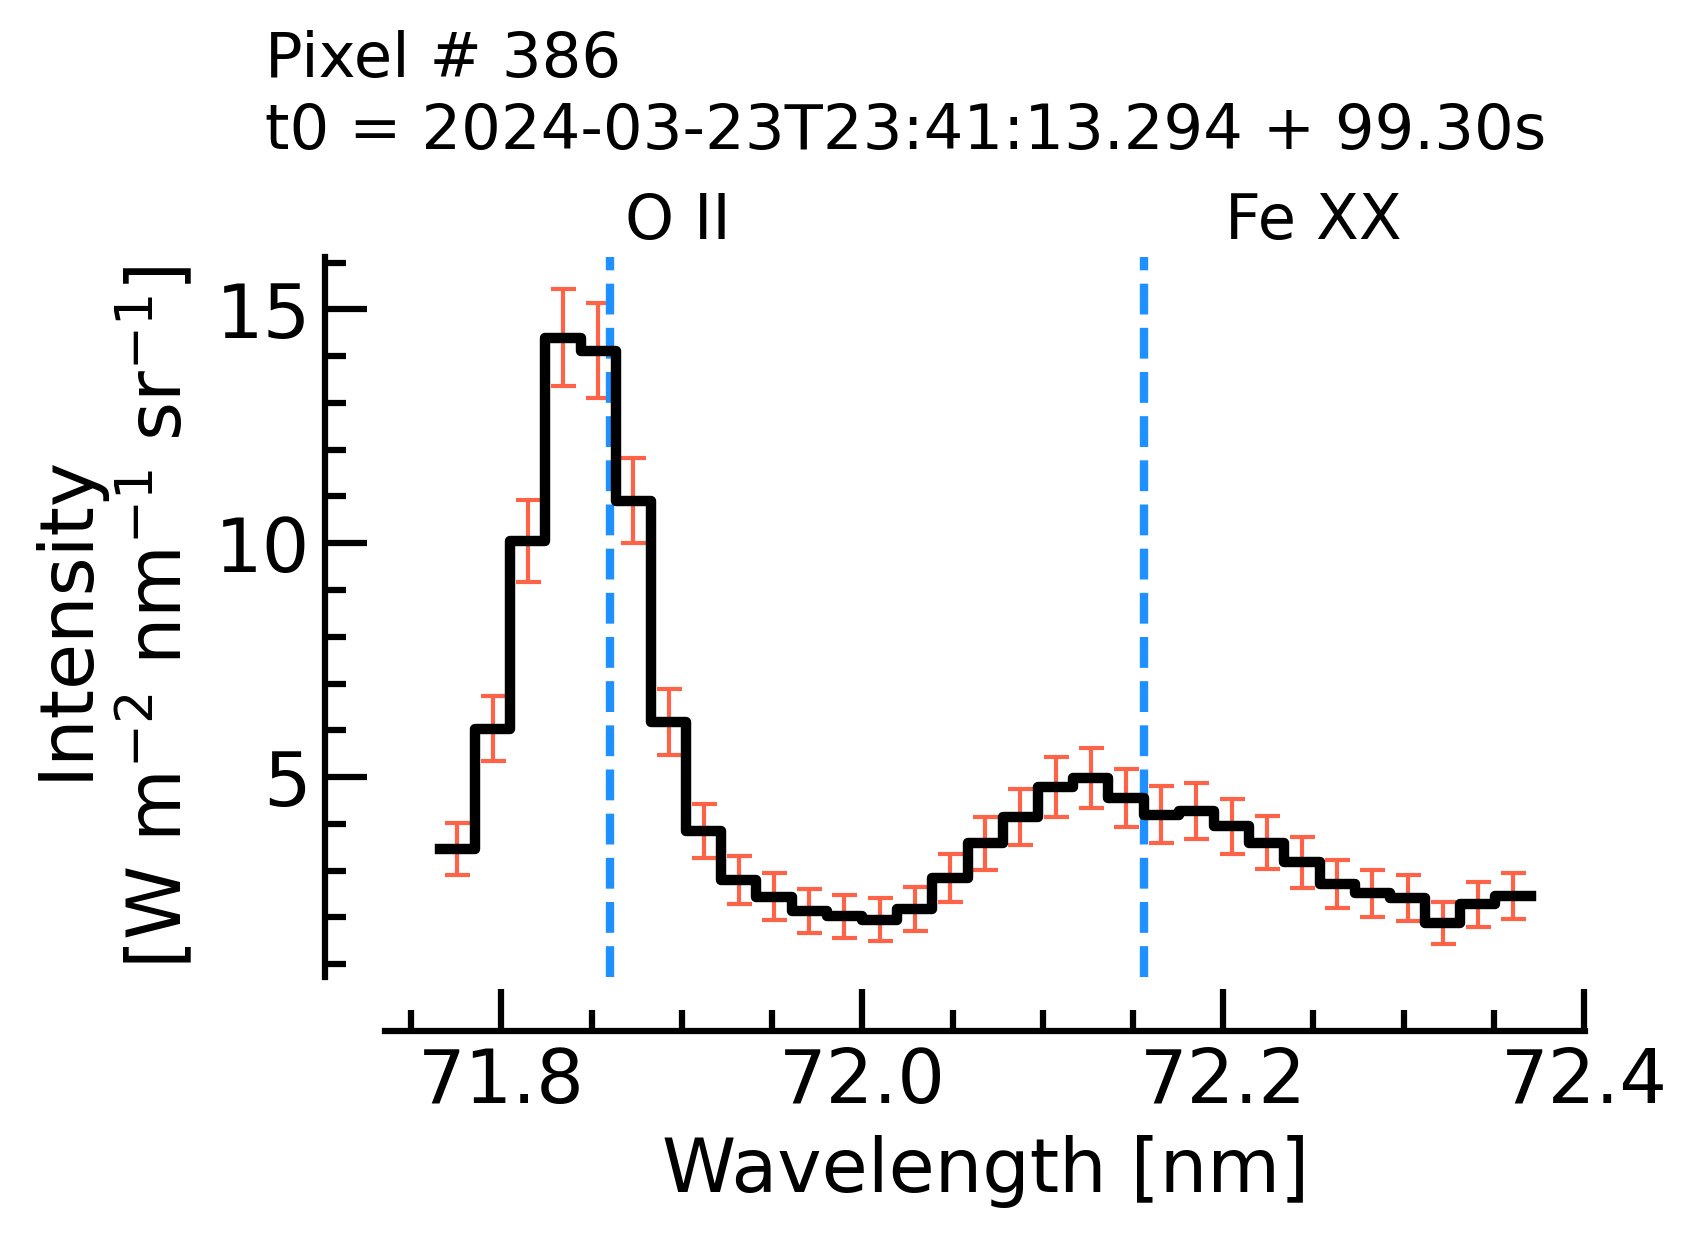 Pixel # 386
t0 = 2024-03-23T23:41:13.294 + 99.30s
O II
Fe XX
Intensity
[W m⁻² nm⁻¹ sr⁻¹]
15
10
5
71.8
72.0
72.2
72.4
Wavelength [nm]